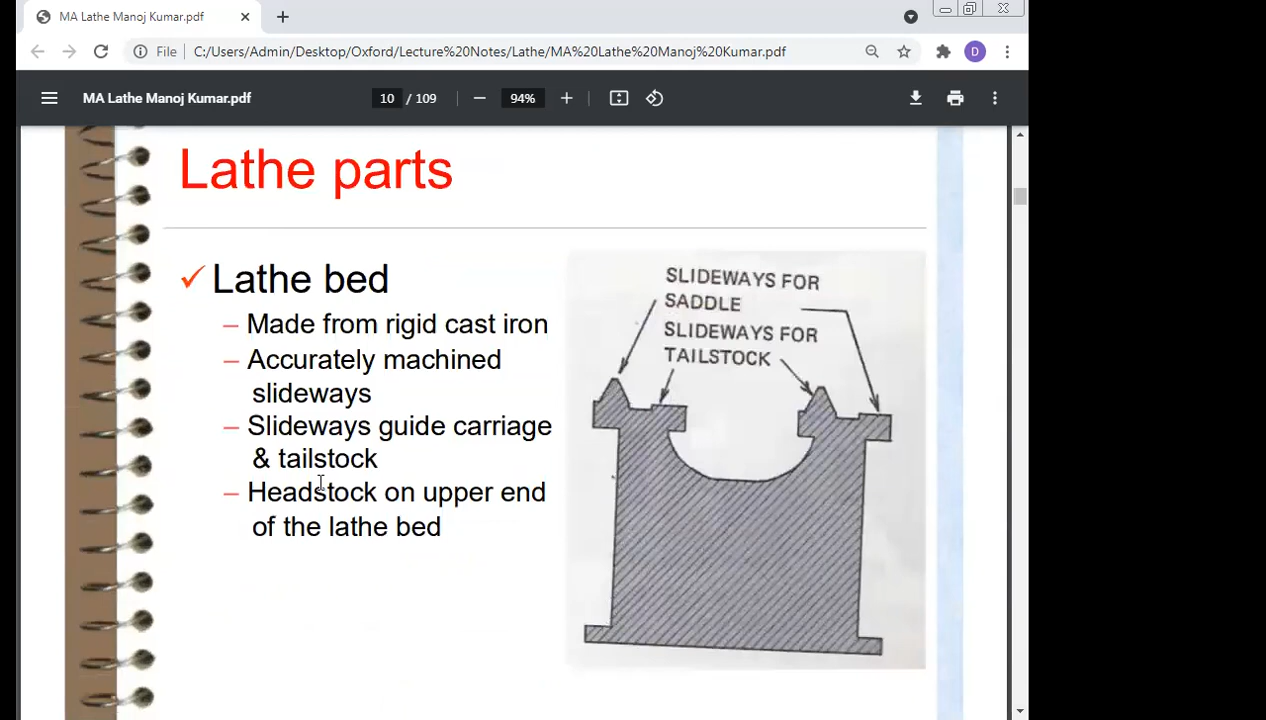 MA Lathe Manoj Kumar.pdf
File
C:/Users/Admin/Desktop/Oxford/Lecture%20Notes/Lathe/MA%20Lathe%20Manoj%20Kumar.pdf
D
MA Lathe Manoj Kumar.pdf
10 / 109
94%
Lathe parts
Lathe bed
– Made from rigid cast iron
– Accurately machined
slideways
– Slideways guide carriage
& tailstock
– Headstock on upper end
of the lathe bed
SLIDEWAYS FOR
SADDLE
SLIDEWAYS FOR
TAILSTOCK